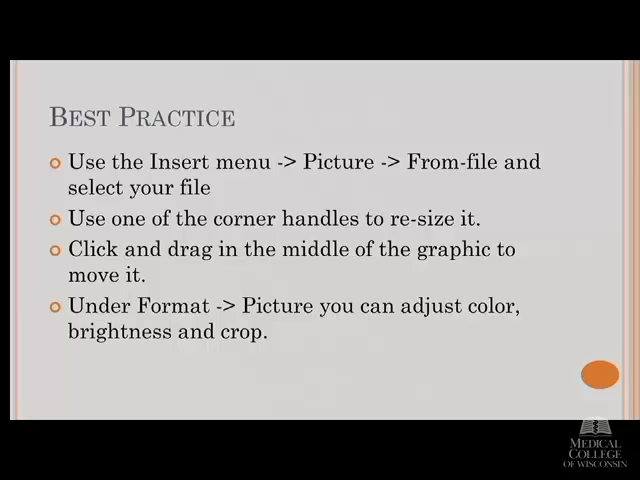 BEST PRACTICE
Use the Insert menu -> Picture -> From-file and
select your file
Use one of the corner handles to re-size it.
Click and drag in the middle of the graphic to
move it.
Under Format -> Picture you can adjust color,
brightness and crop.
MEDICAL
COLLEGE
OF WISCONSIN